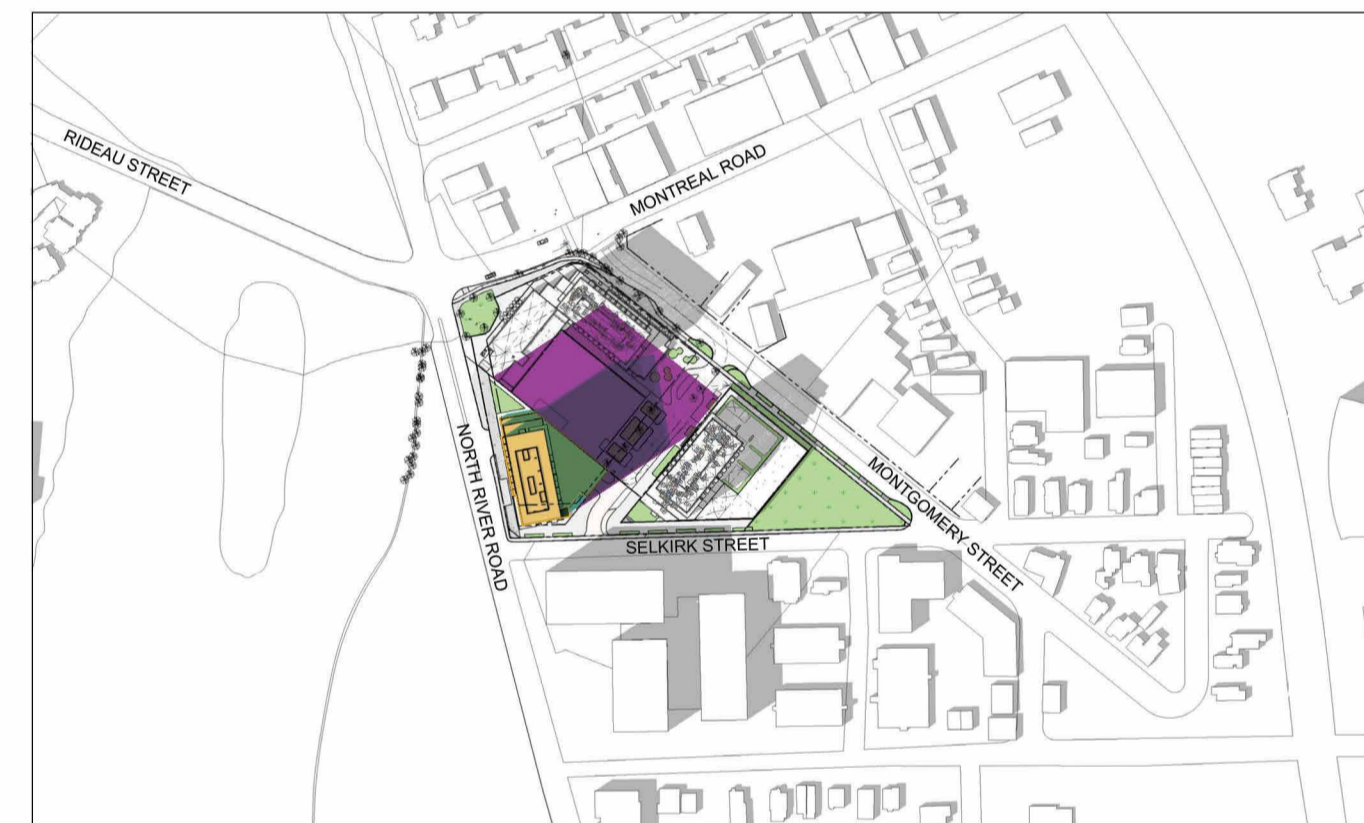 RIDEAU STREET
MONTREAL ROAD
NORTH RIVER ROAD
MONTGOMERY STREET
SELKIRK STREET